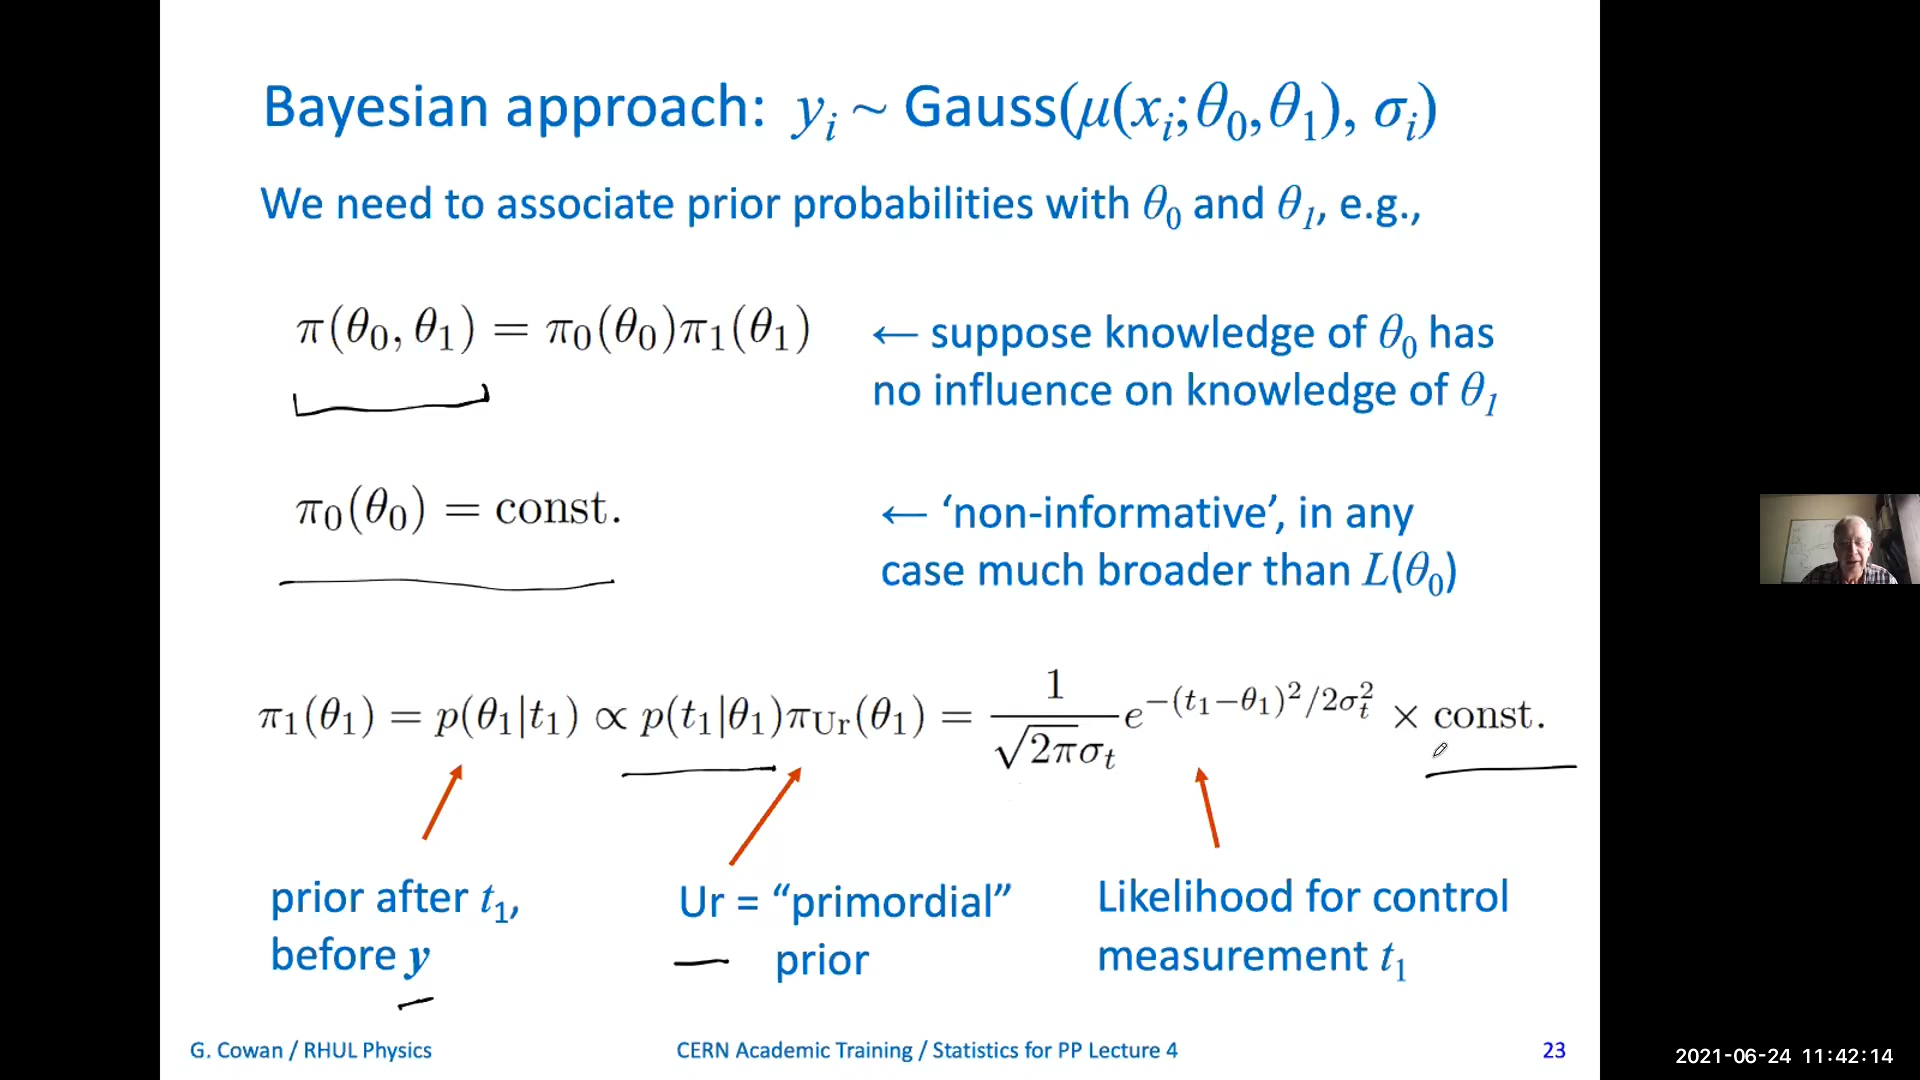 Bayesian approach: yᵢ ~ Gauss(μ(xᵢ;θ₀,θ₁), σᵢ)
We need to associate prior probabilities with θ₀ and θ₁, e.g.,
π(θ₀, θ₁) = π₀(θ₀)π₁(θ₁)
← suppose knowledge of θ₀ has
no influence on knowledge of θ₁
π₀(θ₀) = const.
← ‘non-informative’, in any
case much broader than L(θ₀)
π₁(θ₁) = p(θ₁|t₁) ∝ p(t₁|θ₁)π_Ur(θ₁) = 1/(√2π σₜ) e^{−(t₁−θ₁)²/2σₜ²} × const.
prior after t₁,
before y
Ur = “primordial”
prior
Likelihood for control
measurement t₁
G. Cowan / RHUL Physics
CERN Academic Training / Statistics for PP Lecture 4
23
2021-06-24 11:42:14